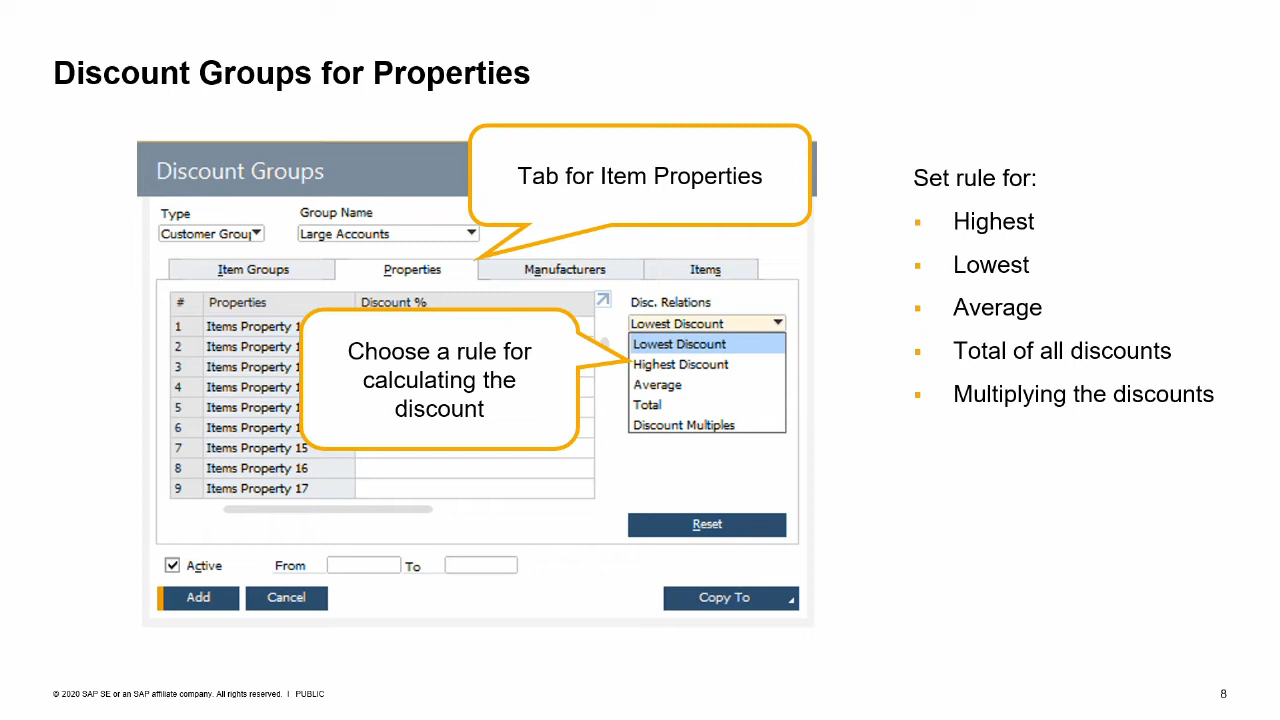 Discount Groups for Properties
Discount Groups
Tab for Item Properties
Type
Group Name
Customer Grou
Large Accounts
Item Groups
Properties
Manufacturers
Items
# Properties Discount %
1 Items Property 1
2 Items Property 1
3 Items Property 1
4 Items Property 1
5 Items Property 1
6 Items Property 1
7 Items Property 15
8 Items Property 16
9 Items Property 17
Choose a rule for
calculating the
discount
Disc. Relations
Lowest Discount
Lowest Discount
Highest Discount
Average
Total
Discount Multiples
Reset
Active From To
Add Cancel Copy To
Set rule for:
▪ Highest
▪ Lowest
▪ Average
▪ Total of all discounts
▪ Multiplying the discounts
© 2020 SAP SE or an SAP affiliate company. All rights reserved. I PUBLIC
8